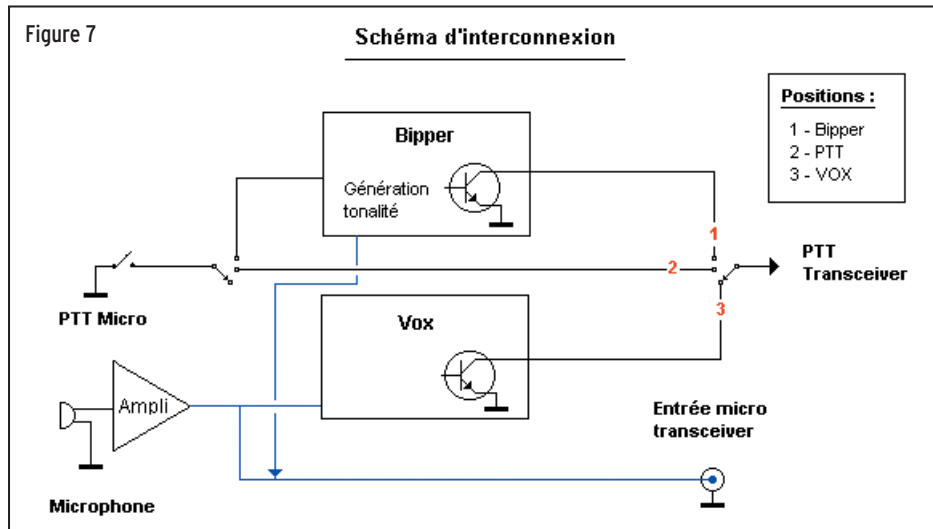 Figure 7
Schéma d'interconnexion
Positions :
1 - Bipper
2 - PTT
3 - VOX
Bipper
Génération
tonalité
1
2
3
PTT
Transceiver
PTT Micro
Vox
Ampli
Entrée micro
transceiver
Microphone